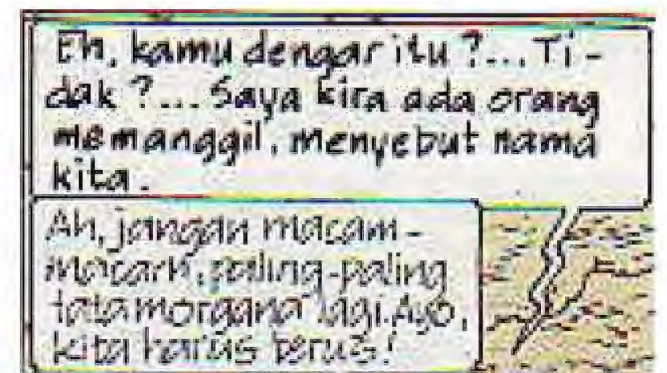 Eh, kamu dengar itu ?... Ti-
dak ?... Saya kira ada orang
memanggil, menyebut nama
kita.
Ah, jangan macam-
macam, paling-paling
fatamorgana lagi. Ayo,
kita harus terus!